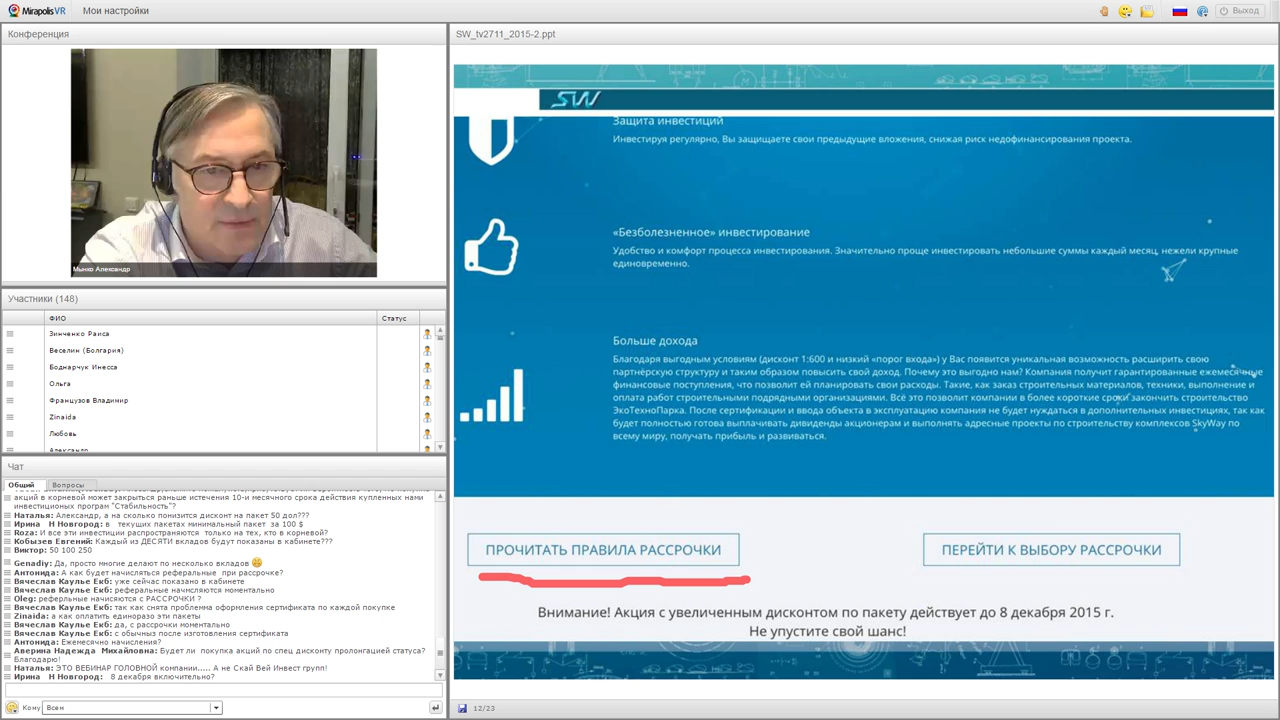 Mirapolis VR Мои настройки Выход
Конференция
Мынко Александр
Участники (148)
ФИО Статус
Зинченко Раиса
Веселин (Болгария)
Боднарчук Инесса
Ольга
Французов Владинир
Zinaida
Любовь
Александр
Чат
Общий Вопросы
акций в корневой может закрыться раньше истечения 10-и месячного срока действия купленных нами
инвестиционых програм "Стабильность"?
Наталья: Александр, а на сколько понизится дисконт на пакет 50 дол???
Ирина Н Новгород: в текущих пакетах минимальный пакет за 100 $
Roza: И все эти инвестиции распространяются только на тех, кто в корневой?
Кобызев Евгений: Каждый из ДЕСЯТИ вкладов будут показаны в кабинете???
Виктор: 50 100 250
Genadiy: Да, просто многие делают по несколько вкладов
Антонида: А как будет начисляться реферальные при рассрочке?
Вячеслав Каулье Екб: уже сейчас показано в кабинете
Вячеслав Каулье Екб: реферальные начмсляются моментально
Oleg: реферльные начисяются с РАССРОЧКИ ?
Вячеслав Каулье Екб: так как снята проблема оформления сертификата по каждой покупке
Zinaida: а как оплатить единоразо эти пакеты
Вячеслав Каулье Екб: да, с рассрочки моментально
Вячеслав Каулье Екб: с обычныз после изготовления сертификата
Антонида: Ежемесячно начисления?
Аверина Надежда Михайловна: Будет ли покупка акций по спец дисконту пролонгацией статуса?
Благодарю!
Наталья: ЭТО ВЕБИНАР ГОЛОВНОЙ компании..... А не Скай Вей Инвест групп!
Ирина Н Новгород: 8 декабря включительно?
Кому Всем
SW_tv2711_2015-2.ppt
SW
Защита инвестиций
Инвестируя регулярно, Вы защищаете свои предыдущие вложения, снижая риск недофинансирования проекта.
«Безболезненное» инвестирование
Удобство и комфорт процесса инвестирования. Значительно проще инвестировать небольшие суммы каждый месяц, нежели крупные
единовременно.
Больше дохода
Благодаря выгодным условиям (дисконт 1:600 и низкий «порог входа») у Вас появится уникальная возможность расширить свою
партнёрскую структуру и таким образом повысить свой доход. Почему это выгодно нам? Компания получит гарантированные ежемесячные
финансовые поступления, что позволит ей планировать свои расходы. Такие, как заказ строительных материалов, техники, выполнение и
оплата работ строительными подрядными организациями. Всё это позволит компании в более короткие сроки закончить строительство
ЭкоТехноПарка. После сертификации и ввода объекта в эксплуатацию компания не будет нуждаться в дополнительных инвестициях, так как
будет полностью готова выплачивать дивиденды акционерам и выполнять адресные проекты по строительству комплексов SkyWay по
всему миру, получать прибыль и развиваться.
ПРОЧИТАТЬ ПРАВИЛА РАССРОЧКИ ПЕРЕЙТИ К ВЫБОРУ РАССРОЧКИ
Внимание! Акция с увеличенным дисконтом по пакету действует до 8 декабря 2015 г.
Не упустите свой шанс!
12/23